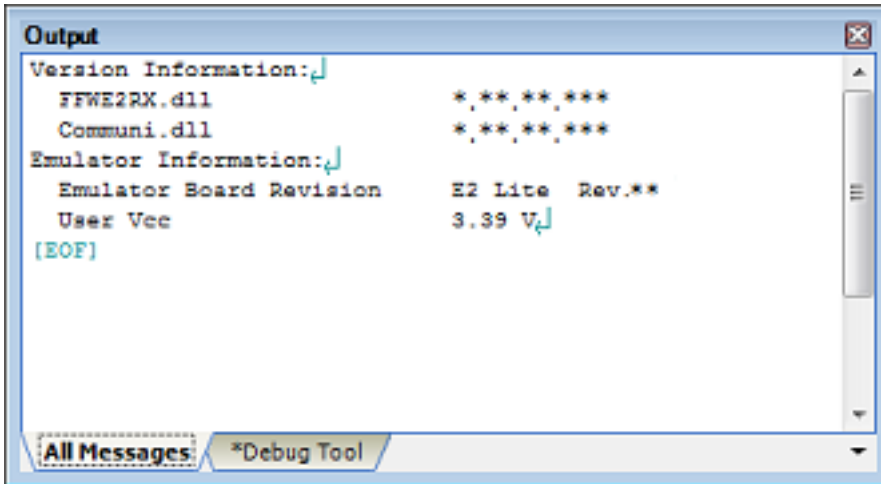 Output
Version Information:↲
FFWE2RX.dll *.**.**.***
Communi.dll *.**.**.***
Emulator Information:↲
Emulator Board Revision E2 Lite Rev.**
User Vcc 3.39 V↲
[EOF]
All Messages *Debug Tool